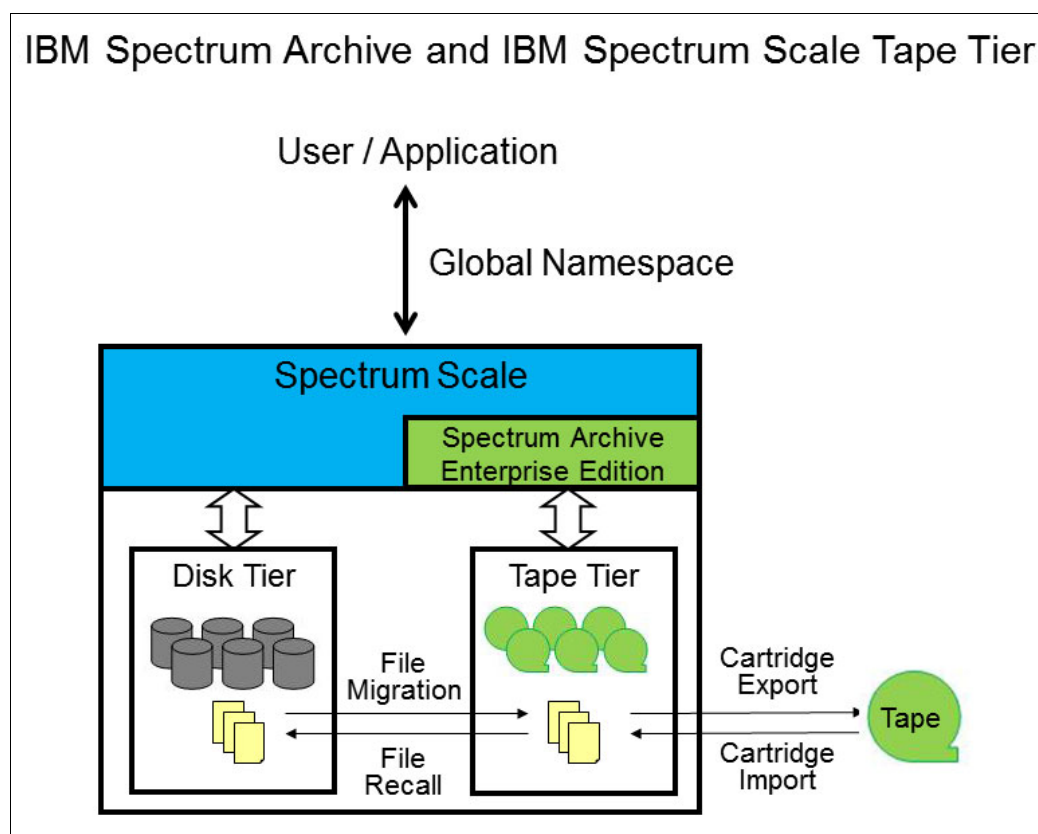 IBM Spectrum Archive and IBM Spectrum Scale Tape Tier
User / Application
Global Namespace
Spectrum Scale
Spectrum Archive
Enterprise Edition
Disk Tier
Tape Tier
File
Migration
File
Recall
Cartridge
Export
Cartridge
Import
Tape